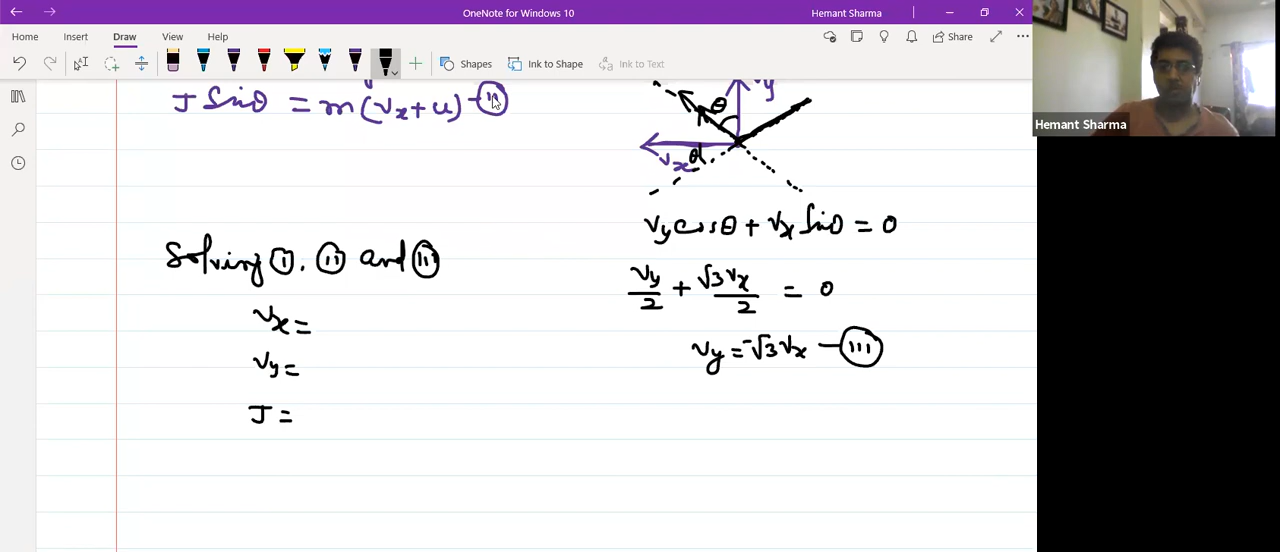 OneNote for Windows 10
Hemant Sharma
Home Insert Draw View Help
Share
Shapes
Ink to Shape
Ink to Text
J Sinθ = m(vx+u) - (ii)
θ
vy
vx
θ
Hemant Sharma
vy cosθ + vx Sinθ = 0
Solving (i), (ii) and (iii)
vy/2 + √3vx/2 = 0
vx =
vy = -√3vx - (iii)
vy =
J =